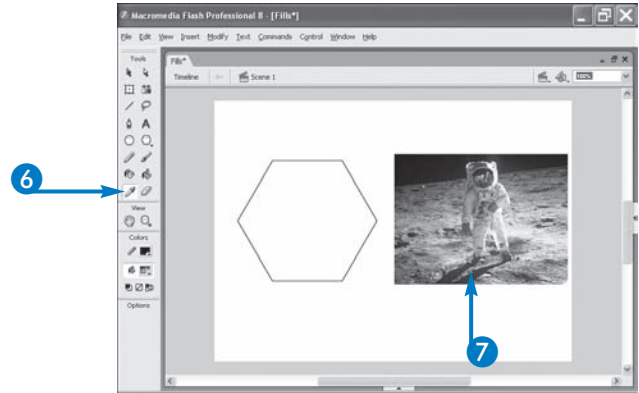 Macromedia Flash Professional 8 - [Fills*]
File Edit View Insert Modify Text Commands Control Window Help
Tools
Fills*
Timeline Scene 1 100%
A
6
View
Colors
Options
7